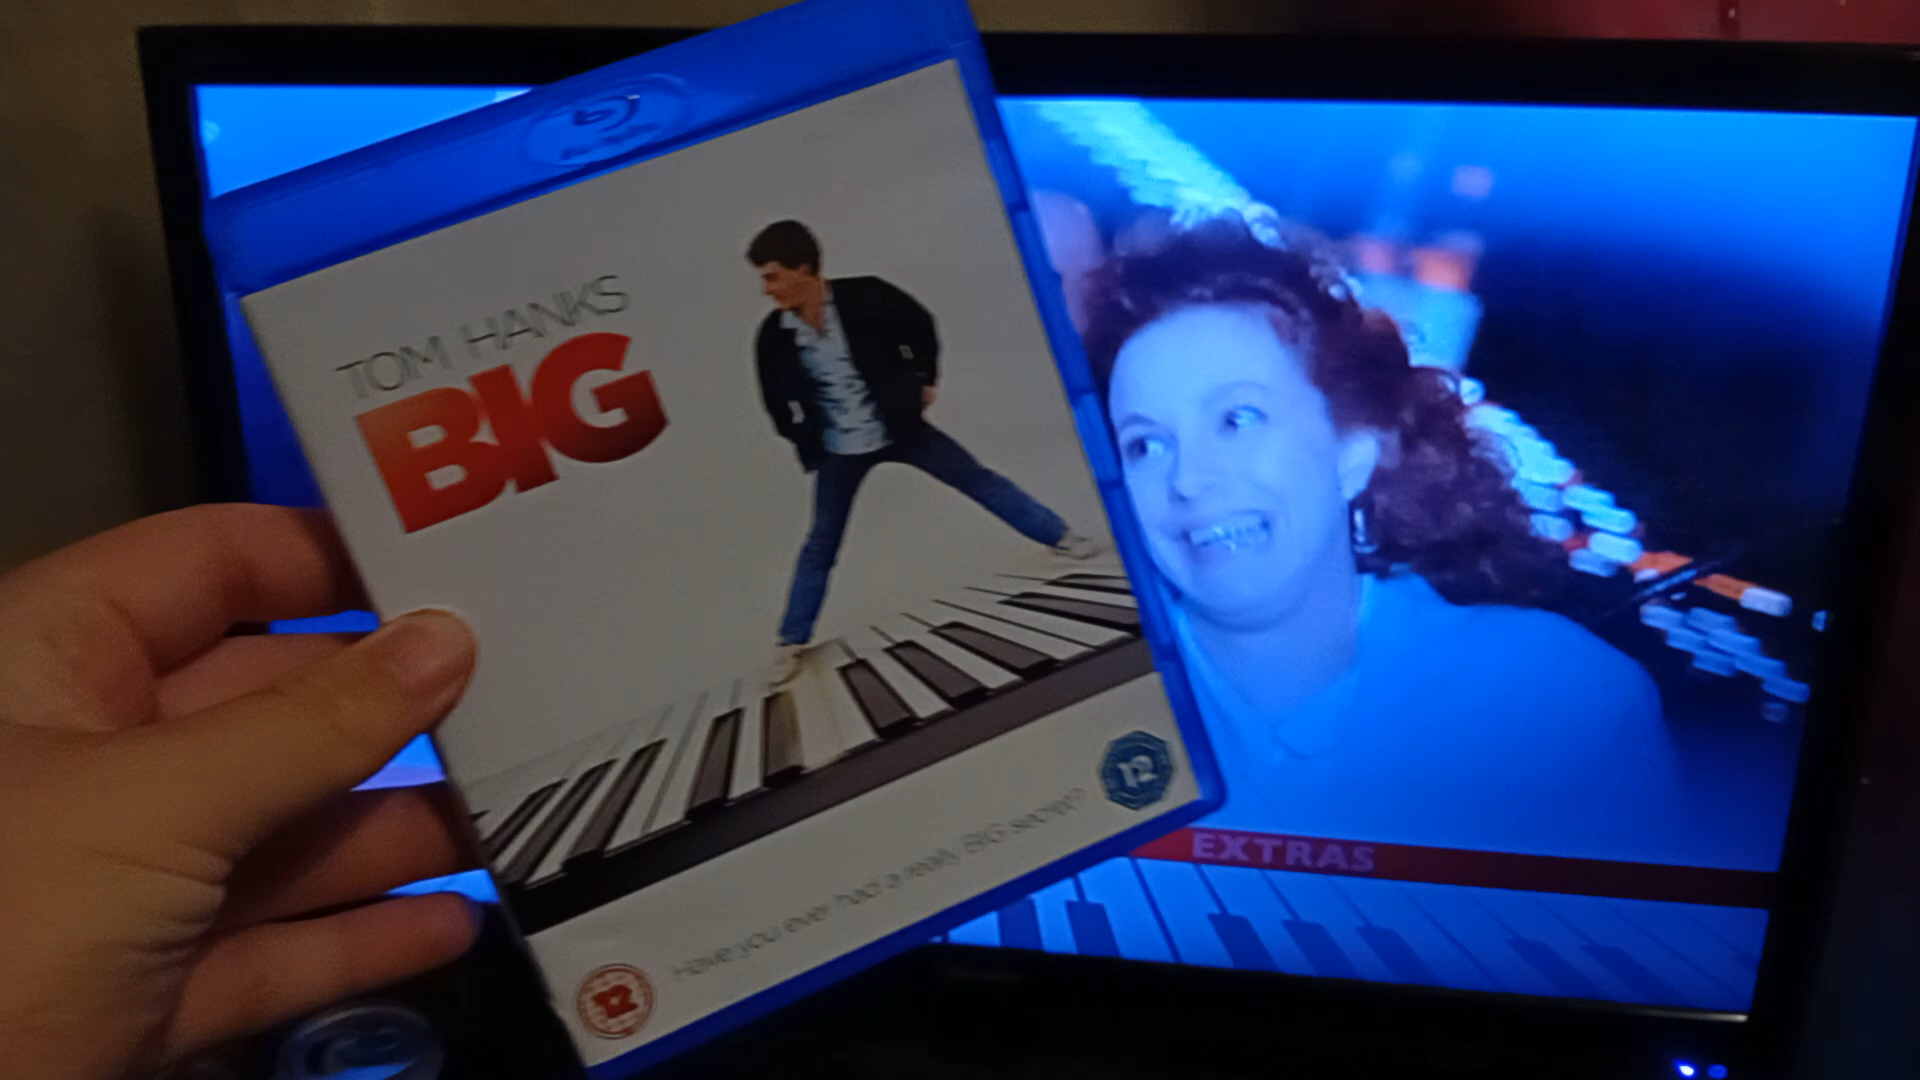 TOM HANKS
BIG
Have you ever had a really BIG secret?
12
12
EXTRAS